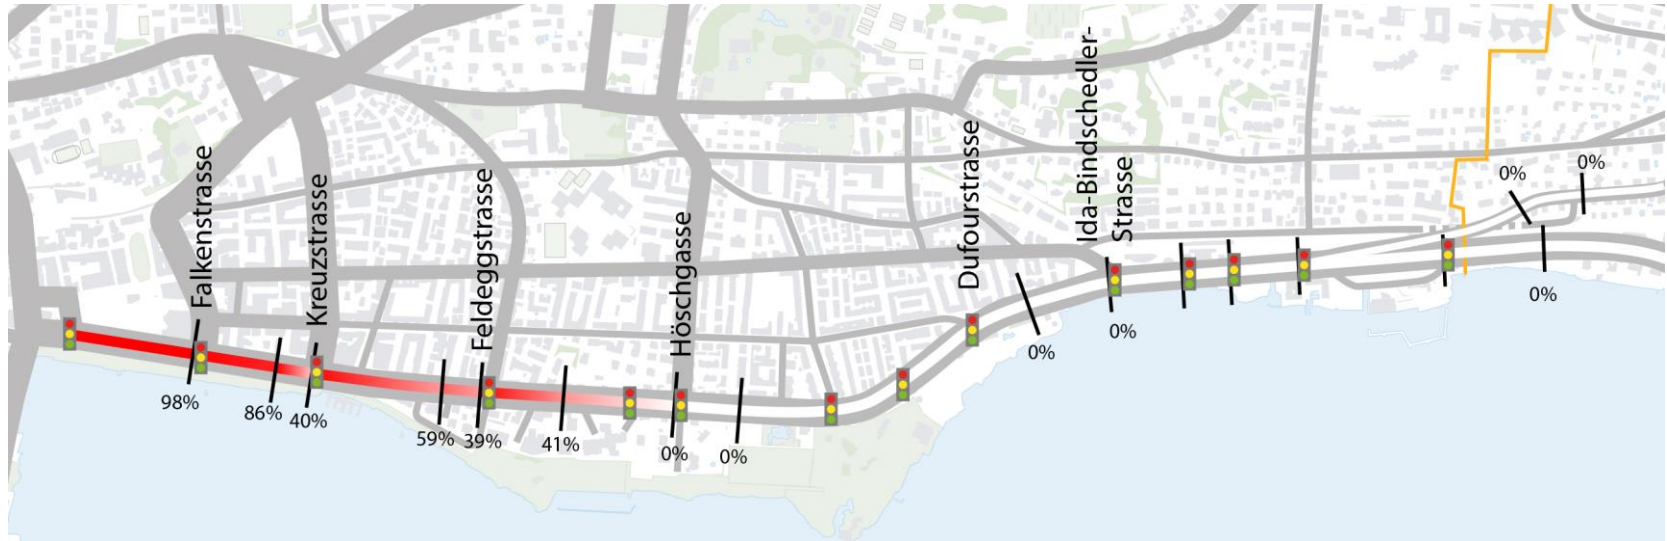 Falkenstrasse
Kreuzstrasse
Feldeggstrasse
Höschgasse
Dufourstrasse
Ida-Bindschedler-
Strasse
98%
86%
40%
59%
39%
41%
0%
0%
0%
0%
0%
0%
0%